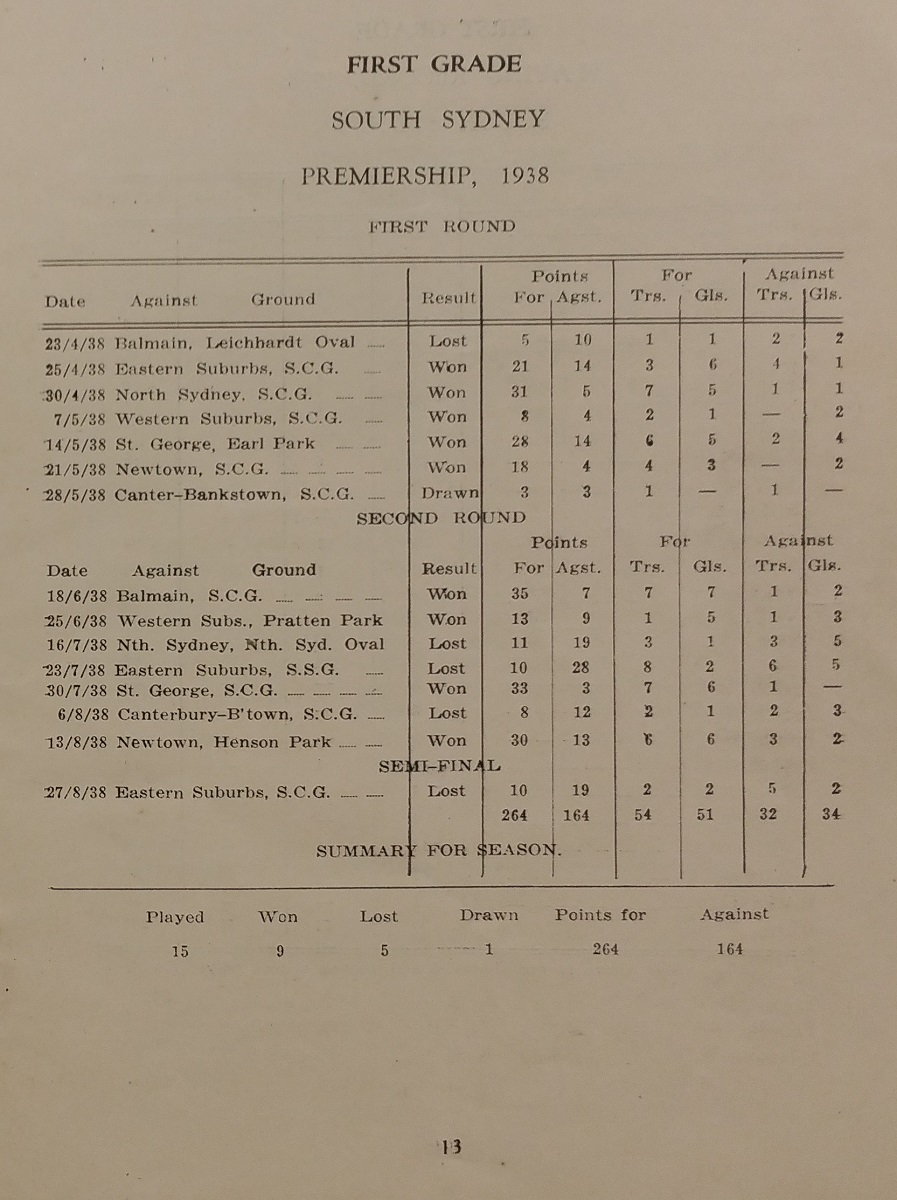 FIRST GRADE
SOUTH SYDNEY
PREMIERSHIP, 1938
FIRST ROUND
Points For Against
Date Against Ground Result For Agst. Trs. Gls. Trs. Gls.
23/4/38 Balmain, Leichhardt Oval Lost 5 10 1 1 2 2
25/4/38 Eastern Suburbs, S.C.G. Won 21 14 3 6 4 1
30/4/38 North Sydney, S.C.G. Won 31 5 7 5 1 1
7/5/38 Western Suburbs, S.C.G. Won 8 4 2 1 — 2
14/5/38 St. George, Earl Park Won 28 14 6 5 2 4
21/5/38 Newtown, S.C.G. Won 18 4 4 3 — 2
28/5/38 Canter-Bankstown, S.C.G. Drawn 3 3 1 — 1 —
SECOND ROUND
Points For Against
Date Against Ground Result For Agst. Trs. Gls. Trs. Gls.
18/6/38 Balmain, S.C.G. Won 35 7 7 7 1 2
25/6/38 Western Subs., Pratten Park Won 13 9 1 5 1 3
16/7/38 Nth. Sydney, Nth. Syd. Oval Lost 11 19 3 1 3 5
23/7/38 Eastern Suburbs, S.S.G. Lost 10 28 8 2 6 5
30/7/38 St. George, S.C.G. Won 33 3 7 6 1 —
6/8/38 Canterbury-B'town, S.C.G. Lost 8 12 2 1 2 3
13/8/38 Newtown, Henson Park Won 30 13 6 6 3 2
SEMI-FINAL
27/8/38 Eastern Suburbs, S.C.G. Lost 10 19 2 2 5 2
264 164 54 51 32 34
SUMMARY FOR SEASON.
Played Won Lost Drawn Points for Against
15 9 5 1 264 164
13